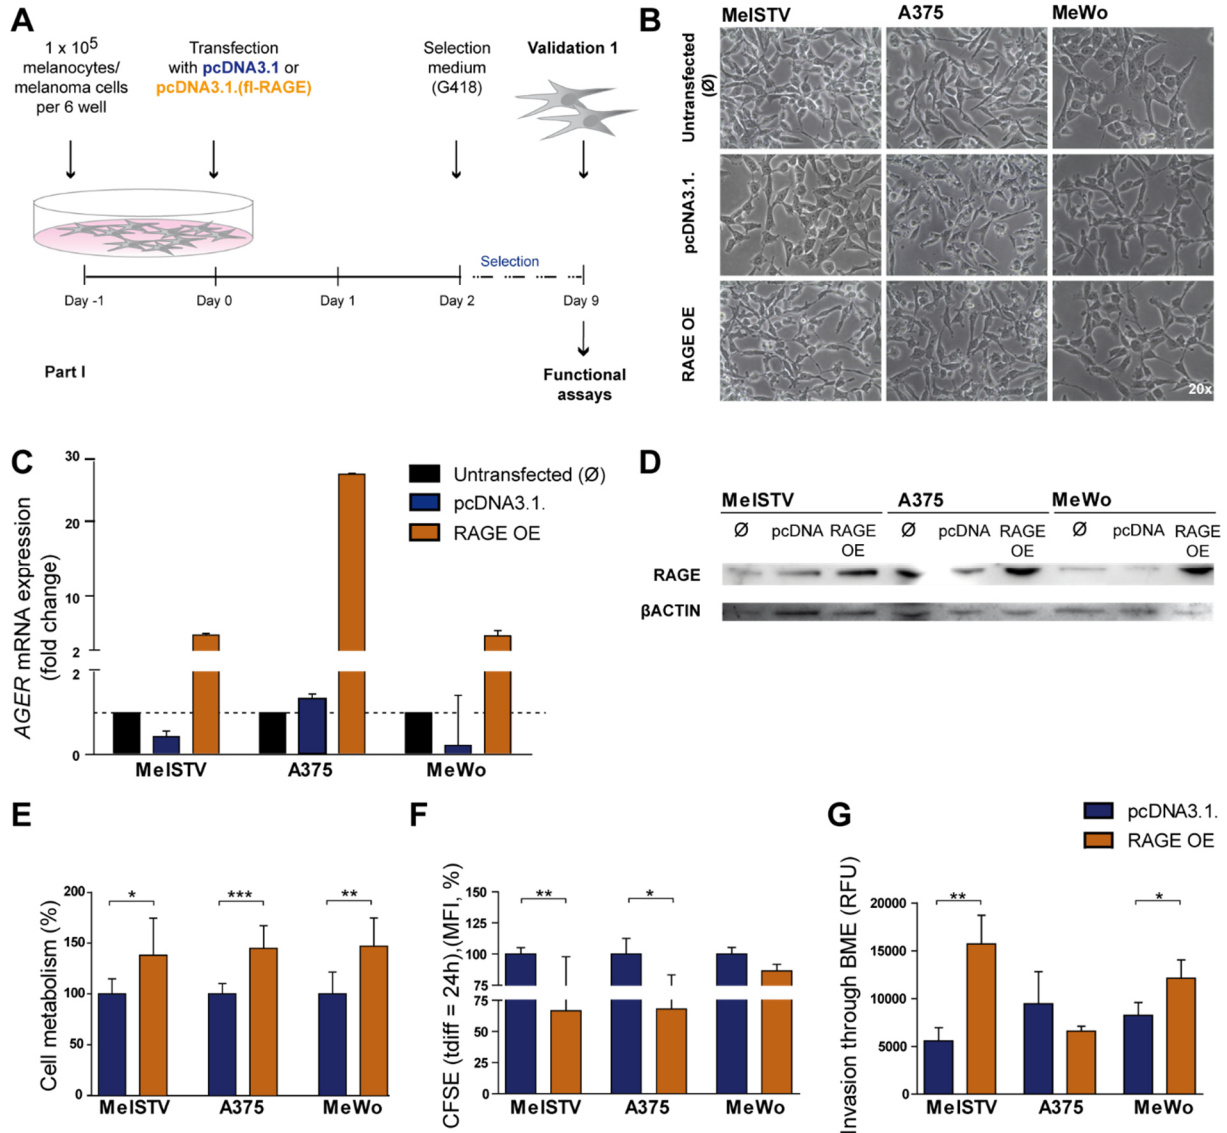 A
1 x 10⁵
melanocytes/
melanoma cells
per 6 well
Transfection
with pcDNA3.1 or
pcDNA3.1.(fl-RAGE)
Selection
medium
(G418)
Validation 1
Selection
Day -1
Day 0
Day 1
Day 2
Day 9
Part I
Functional
assays
B
MelSTV
A375
MeWo
Untransfected
(Ø)
pcDNA3.1.
RAGE OE
20x
C
AGER mRNA expression
(fold change)
30
20
10
2
2
0
Untransfected (Ø)
pcDNA3.1.
RAGE OE
MelSTV
A375
MeWo
D
MelSTV
A375
MeWo
Ø pcDNA RAGE Ø pcDNA RAGE Ø pcDNA RAGE
OE OE OE
RAGE
βACTIN
E
Cell metabolism (%)
200
150
100
50
0
*
***
**
MelSTV
A375
MeWo
F
CFSE (tdiff = 24h),(MFI, %)
150
125
100
75
75
50
25
0
**
*
MelSTV
A375
MeWo
G
pcDNA3.1.
RAGE OE
Invasion through BME (RFU)
20000
15000
10000
5000
0
**
*
MelSTV
A375
MeWo